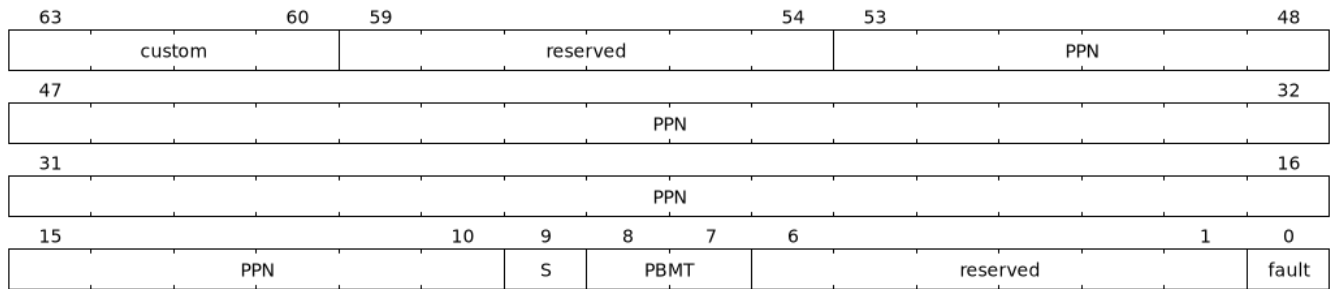 63 60 59 54 53 48
custom reserved PPN
47 32
PPN
31 16
PPN
15 10 9 8 7 6 1 0
PPN S PBMT reserved fault